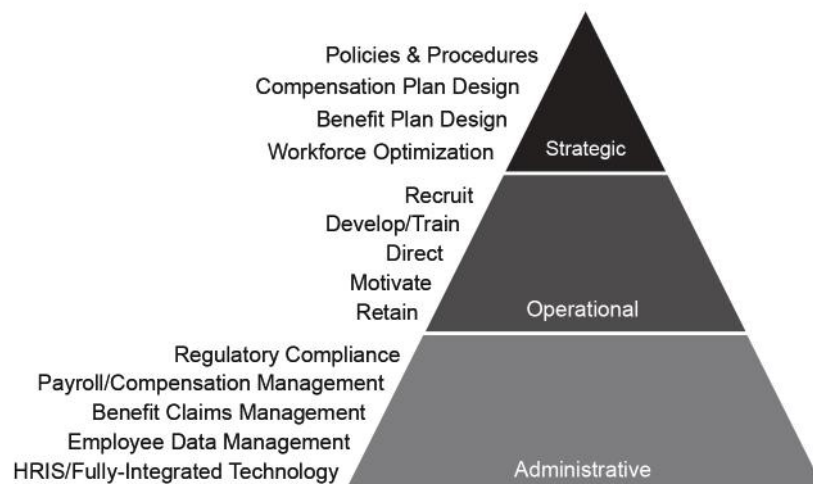 Policies & Procedures
Compensation Plan Design
Benefit Plan Design
Workforce Optimization
Strategic
Recruit
Develop/Train
Direct
Motivate
Retain
Operational
Regulatory Compliance
Payroll/Compensation Management
Benefit Claims Management
Employee Data Management
HRIS/Fully-Integrated Technology
Administrative